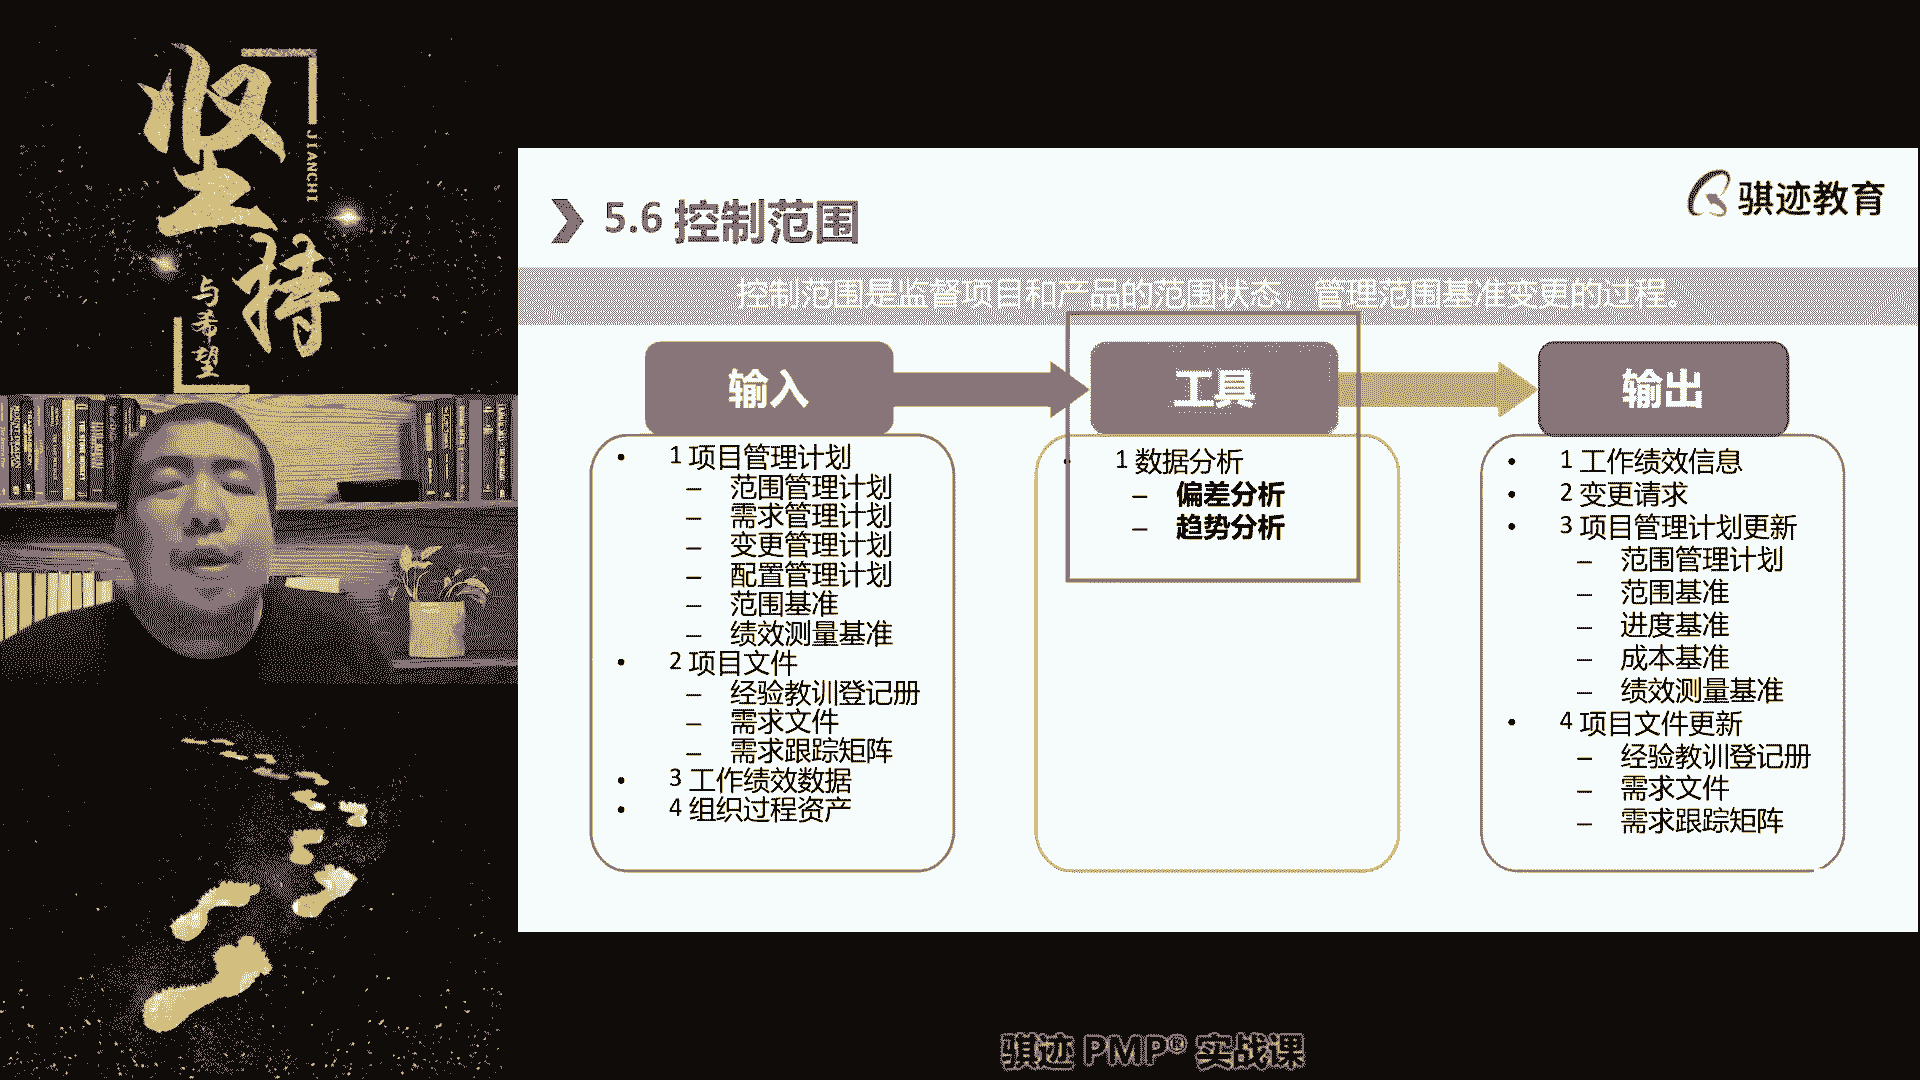 坚持
JIANCHI
与希望
骐迹教育
5.6 控制范围
控制范围是监督项目和产品的范围状态，管理范围基准变更的过程。
输入
• 1 项目管理计划
– 范围管理计划
– 需求管理计划
– 变更管理计划
– 配置管理计划
– 范围基准
– 绩效测量基准
• 2 项目文件
– 经验教训登记册
– 需求文件
– 需求跟踪矩阵
• 3 工作绩效数据
• 4 组织过程资产
工具
• 1 数据分析
– 偏差分析
– 趋势分析
输出
• 1 工作绩效信息
• 2 变更请求
• 3 项目管理计划更新
– 范围管理计划
– 范围基准
– 进度基准
– 成本基准
– 绩效测量基准
• 4 项目文件更新
– 经验教训登记册
– 需求文件
– 需求跟踪矩阵
骐迹 PMP® 实战课